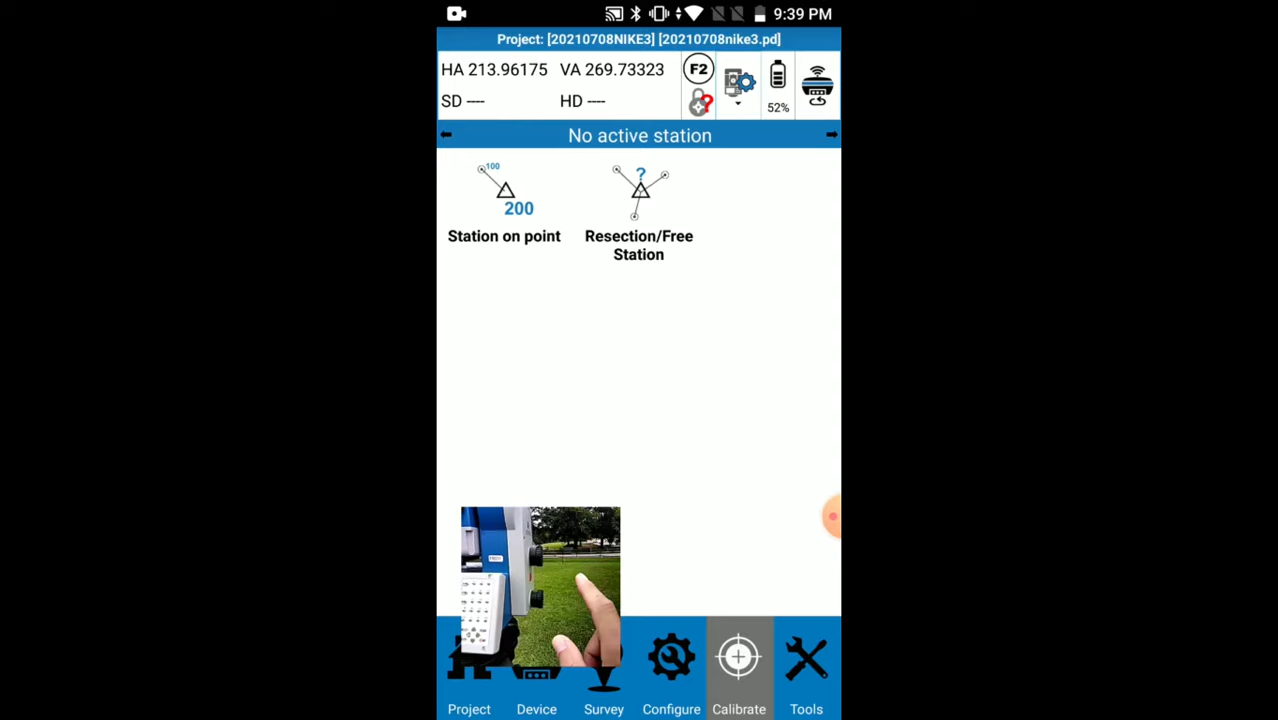 9:39 PM
Project: [20210708NIKE3] [20210708nike3.pd]
HA 213.96175 VA 269.73323 F2
SD ---- HD ---- ? 52%
No active station
100
200
?
Station on point
Resection/Free
Station
Project Device Survey Configure Calibrate Tools